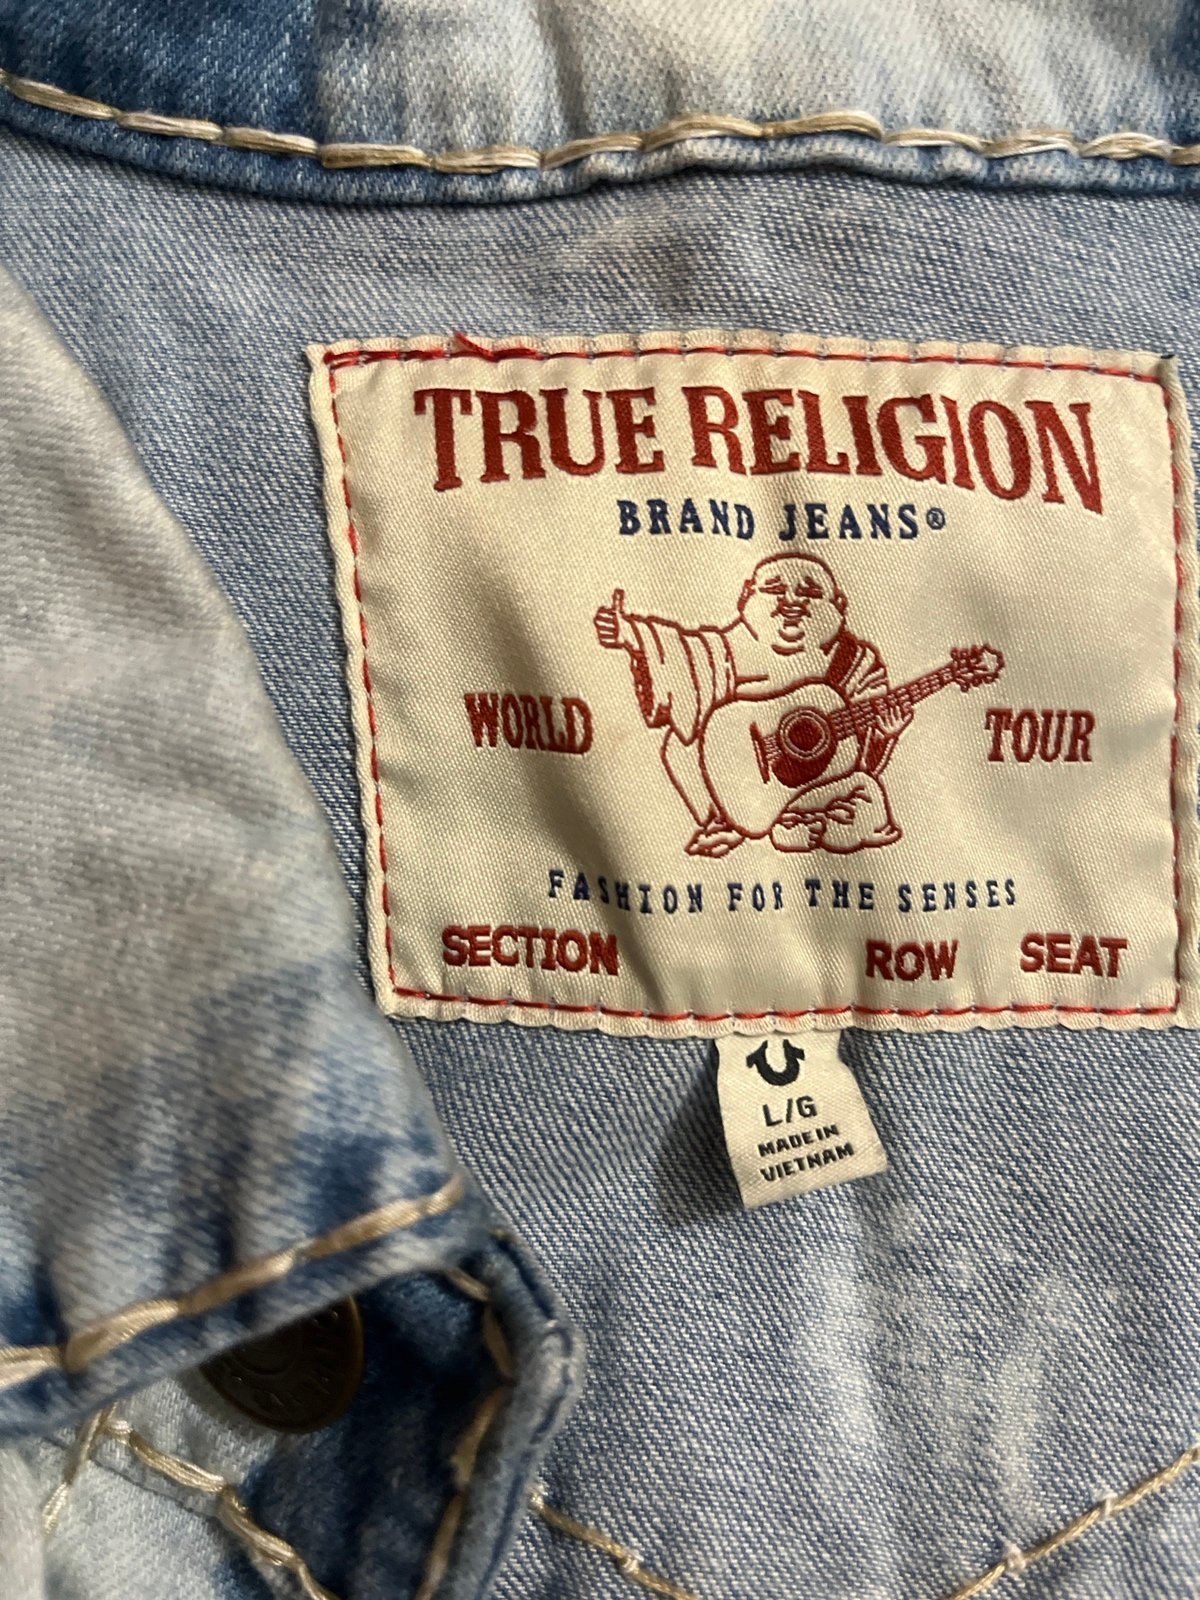 TRUE RELIGION
BRAND JEANS®
WORLD TOUR
FASHION FOR THE SENSES
SECTION ROW SEAT
L/G
MADE IN
VIETNAM